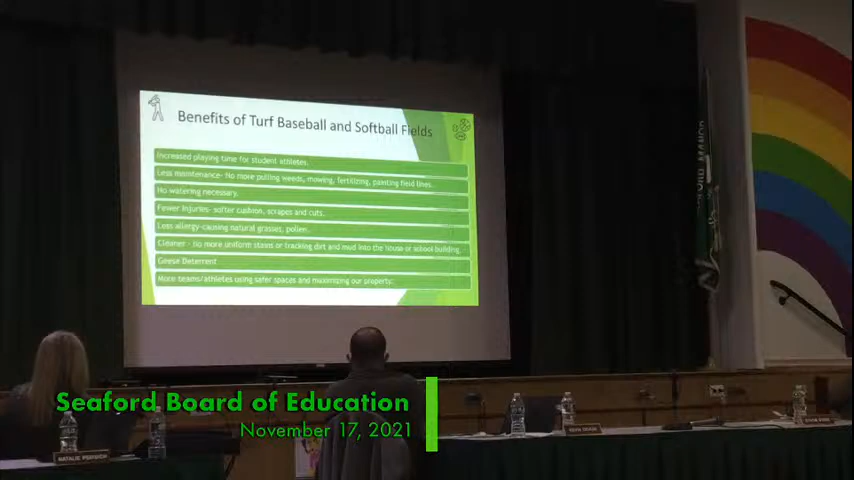 Benefits of Turf Baseball and Softball Fields
Increased playing time for student athletes.
Less maintenance- No more pulling weeds, mowing, fertilizing, painting field lines.
No watering necessary.
Fewer Injuries- softer cushion, scrapes and cuts.
Less allergy-causing natural grasses, pollen.
Cleaner - No more uniform stains or tracking dirt and mud into the house or school building.
Geese Deterrent
More teams/athletes using safer spaces and maximizing our property.
MANOR
Seaford Board of Education
November 17, 2021
NATALIE